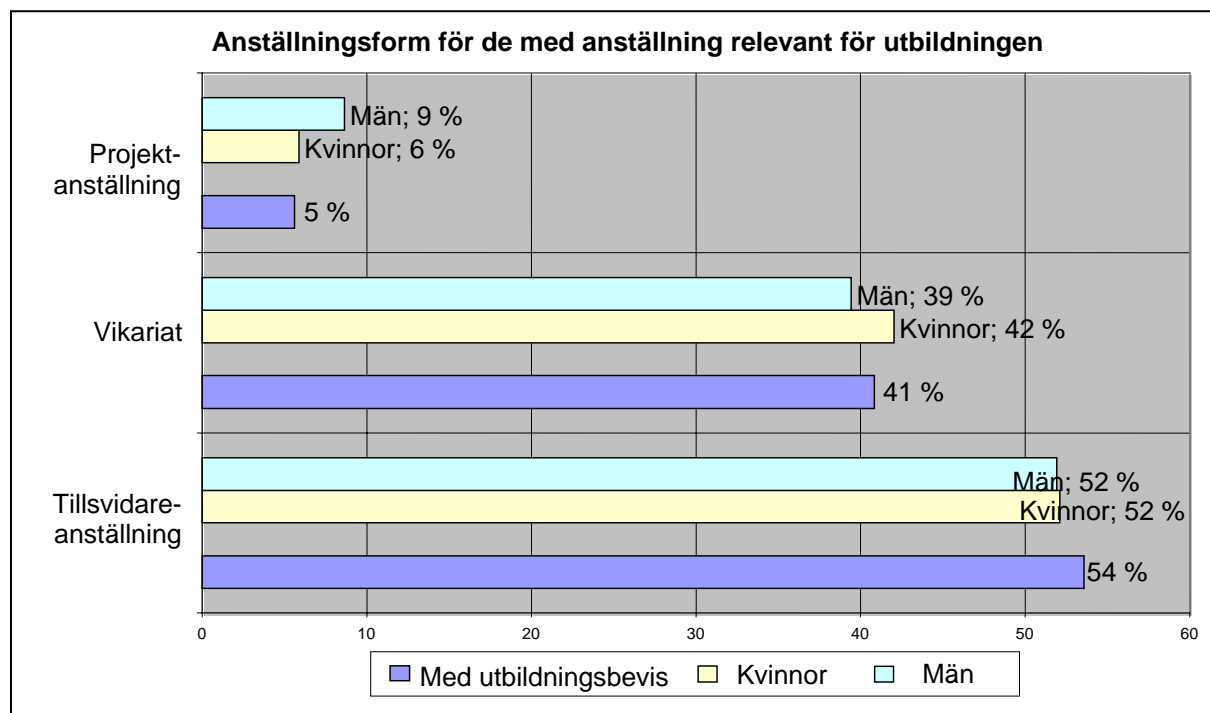 Anställningsform för de med anställning relevant för utbildningen
Projekt-
anställning
Män; 9 %
Kvinnor; 6 %
5 %
Vikariat
Män; 39 %
Kvinnor; 42 %
41 %
Tillsvidare-
anställning
Män; 52 %
Kvinnor; 52 %
54 %
0 10 20 30 40 50 60
Med utbildningsbevis Kvinnor Män